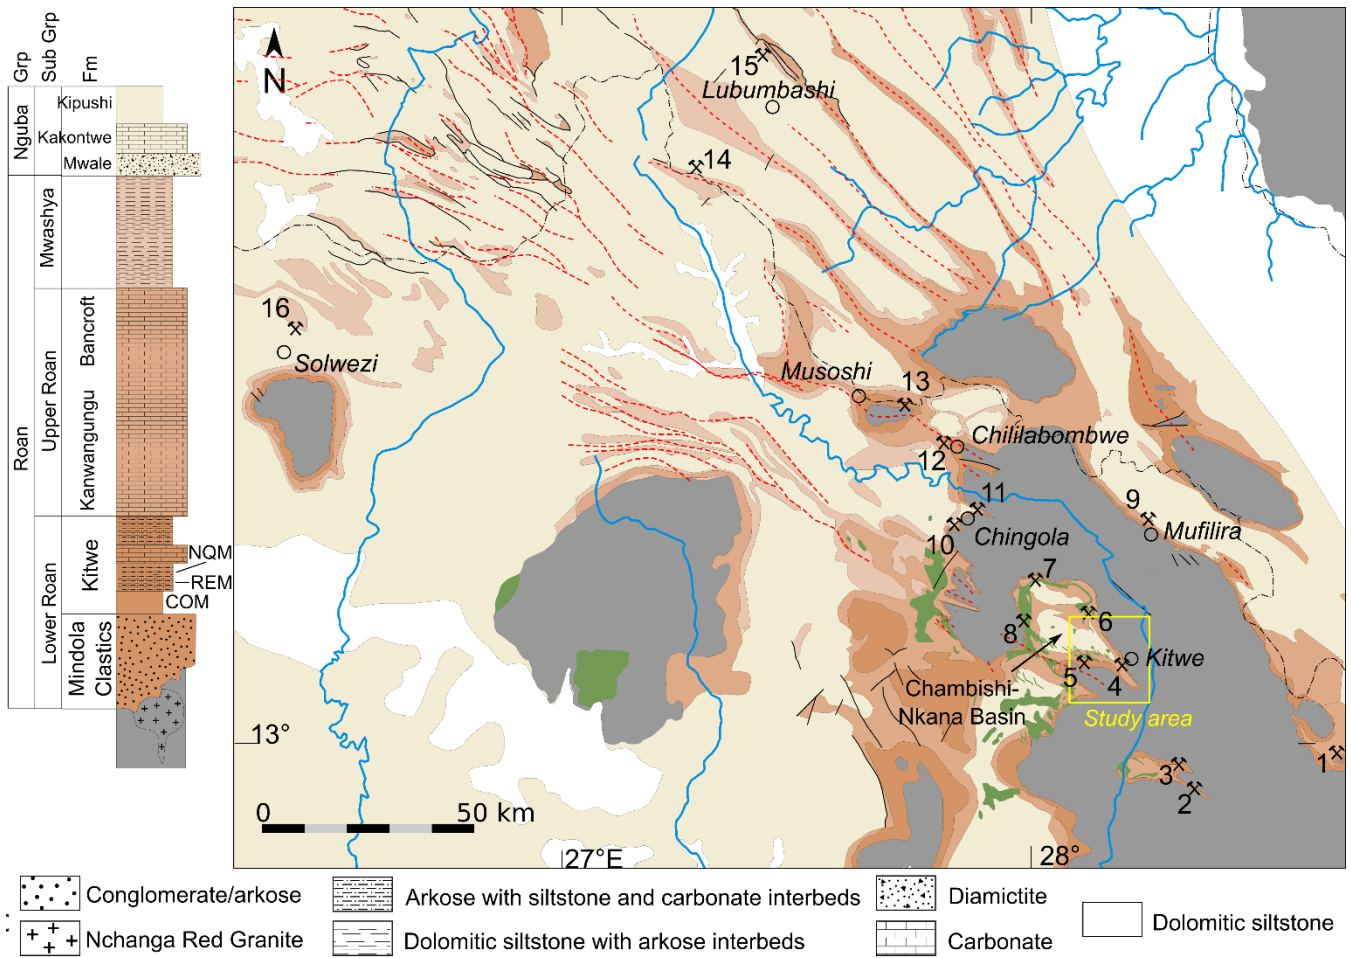 Grp
Sub Grp
Fm
Nguba
Kipushi
Kakontwe
Mwale
Mwashya
Roan
Upper Roan
Bancroft
Kanwangungu
Lower Roan
Kitwe
NQM
REM
COM
Mindola
Clastics
N
15
Lubumbashi
14
16
Solwezi
Musoshi
13
Chililabombwe
12
11
10
Chingola
9
Mufilira
7
6
8
5
4
Kitwe
Chambishi-
Nkana Basin
Study area
13°
3
2
1
0
50 km
27°E
28°
Conglomerate/arkose
Arkose with siltstone and carbonate interbeds
Diamictite
Dolomitic siltstone
Nchanga Red Granite
Dolomitic siltstone with arkose interbeds
Carbonate